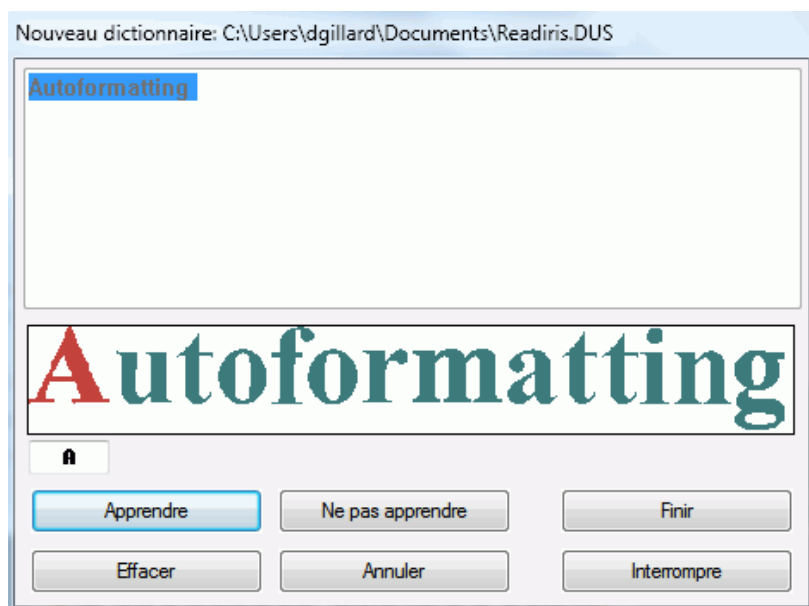 Nouveau dictionnaire: C:\Users\dgillard\Documents\Readiris.DUS
Autoformatting
Autoformatting
A
Apprendre Ne pas apprendre Finir
Effacer Annuler Interrompre